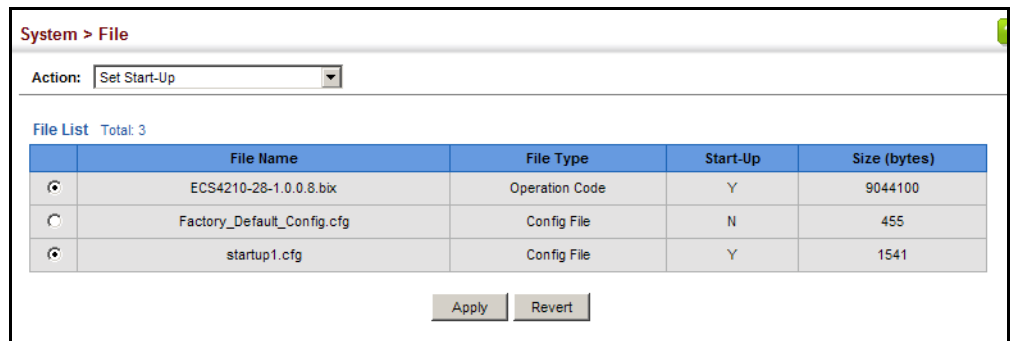 System > File
Action: Set Start-Up
File List Total: 3
File Name File Type Start-Up Size (bytes)
ECS4210-28-1.0.0.8.bix Operation Code Y 9044100
Factory_Default_Config.cfg Config File N 455
startup1.cfg Config File Y 1541
Apply Revert